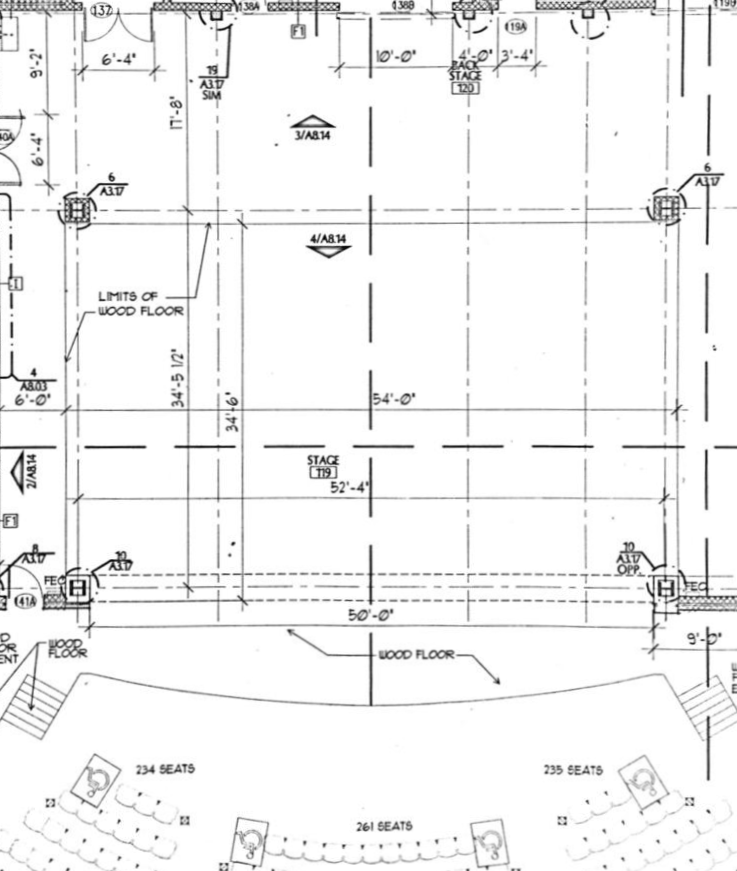 137
138A
138B
119B
F1
119A
9'-2"
6'-4"
10'-0"
4'-0"
3'-4"
BACK
STAGE
120
19
A3.17
SIM
17'-8"
3/A8.14
6'-4"
6
A3.17
6
A3.17
4/A8.14
LIMITS OF
WOOD FLOOR
4
A8.03
6'-0"
34'-5 1/2"
34'-6"
54'-0"
2/A8.14
STAGE
119
52'-4"
F1
8
A3.17
10
A3.17
10
A3.17
OPP.
FEC
FEC
141A
50'-0"
9'-0"
WOOD
FLOOR
WOOD FLOOR
234 SEATS
235 SEATS
261 SEATS